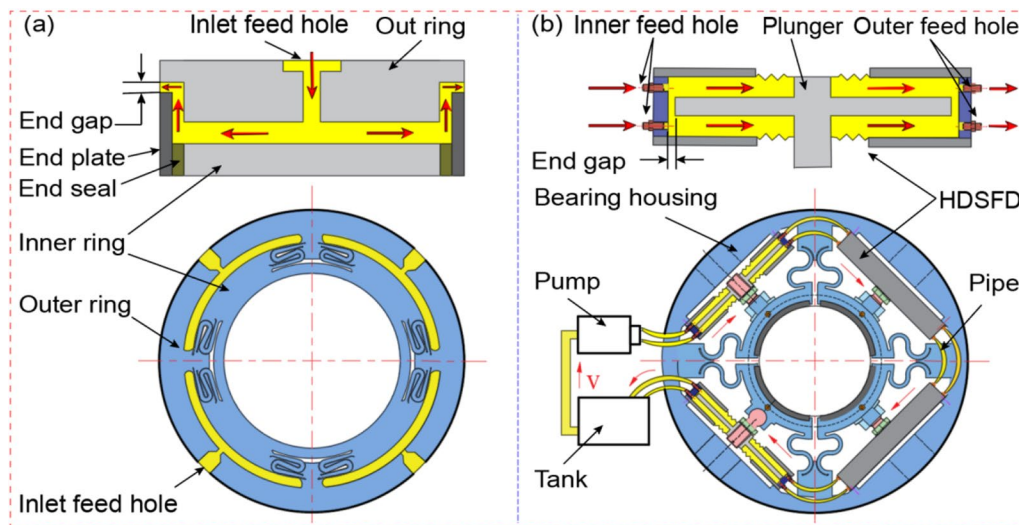 (a)
Inlet feed hole
Out ring
End gap
End plate
End seal
Inner ring
Outer ring
Inlet feed hole
(b)
Inner feed hole
Plunger
Outer feed hole
End gap
HDSFD
Bearing housing
Pump
Pipe
V
Tank